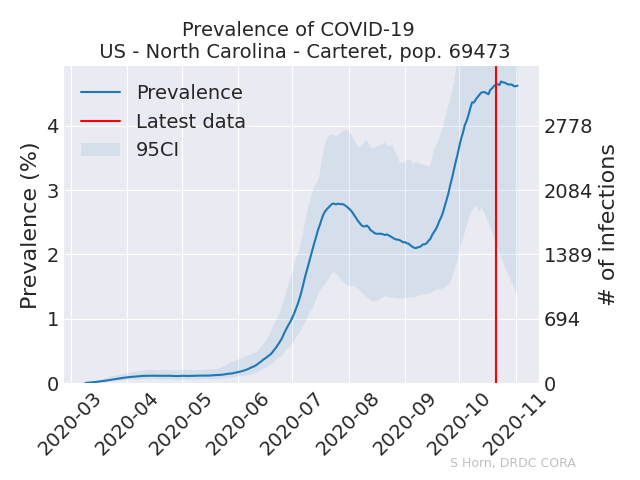 Prevalence of COVID-19
US - North Carolina - Carteret, pop. 69473
Prevalence
Latest data
95CI
Prevalence (%)
4
3
2
1
0
2778
2084
1389
694
0
# of infections
2020-03
2020-04
2020-05
2020-06
2020-07
2020-08
2020-09
2020-10
2020-11
S Horn, DRDC CORA